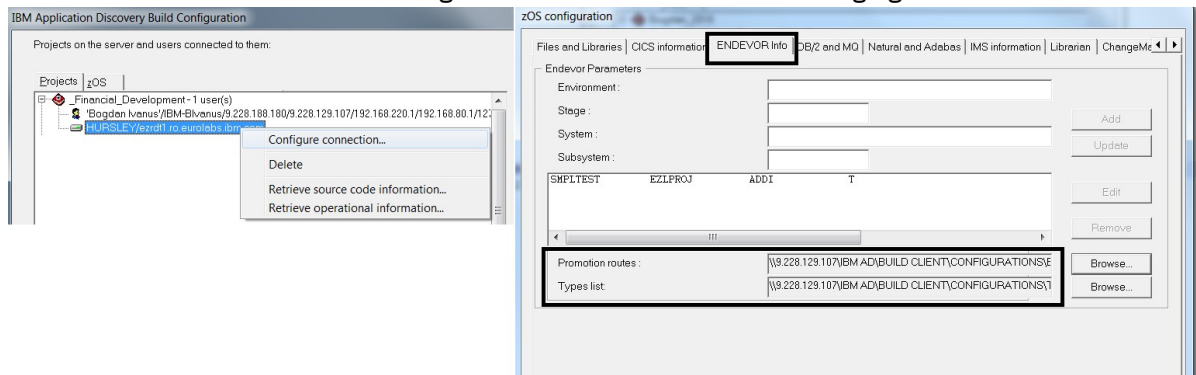 IBM Application Discovery Build Configuration
Projects on the server and users connected to them:
Projects
zOS
_Financial_Development - 1 user(s)
'Bogdan Ivanus'/IBM-BIvanus/9.228.188.180/9.228.129.107/192.168.220.1/192.168.80.1/127
HURSLEY/ezrdt1.ro.eurolabs.ibm.com
Configure connection...
Delete
Retrieve source code information...
Retrieve operational information...
zOS configuration
Files and Libraries
CICS information
ENDEVOR Info
DB/2 and MQ
Natural and Adabas
IMS information
Librarian
ChangeMa
Endevor Parameters
Environment :
Stage :
System :
Subsystem :
Add
Update
SMPLTEST EZLPROJ ADDI T
Edit
Remove
Promotion routes : \\9.228.129.107\IBM AD\BUILD CLIENT\CONFIGURATIONS\E Browse...
Types list: \\9.228.129.107\IBM AD\BUILD CLIENT\CONFIGURATIONS\T Browse...